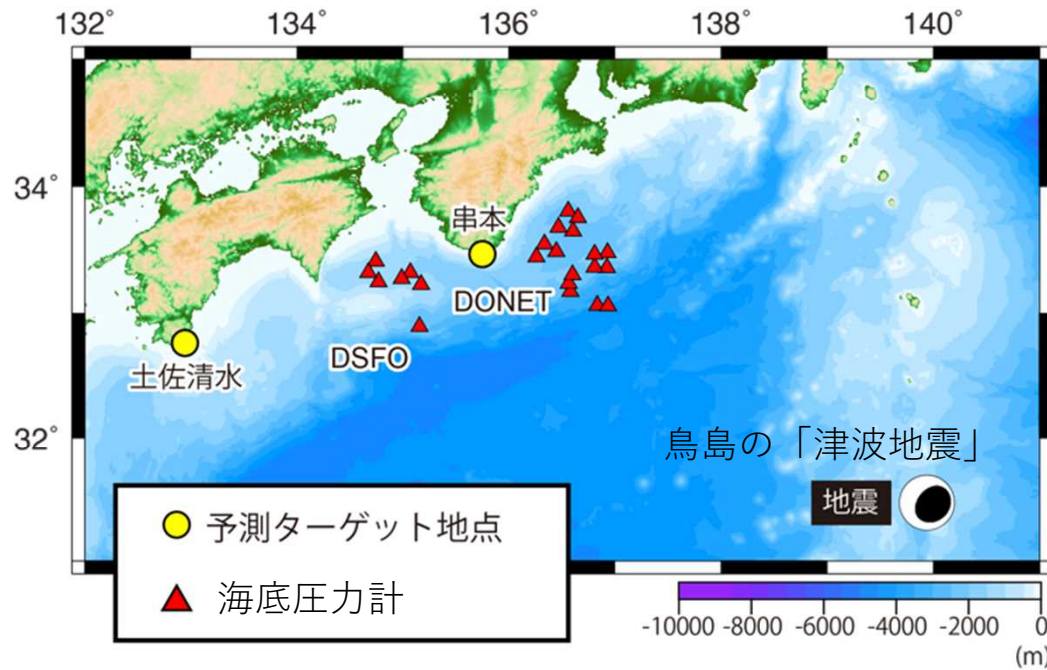 132° 134° 136° 138° 140°
34°
串本
DONET
DSFO
土佐清水
32°
鳥島の「津波地震」
地震
予測ターゲット地点
海底圧力計
-10000 -8000 -6000 -4000 -2000 0
(m)